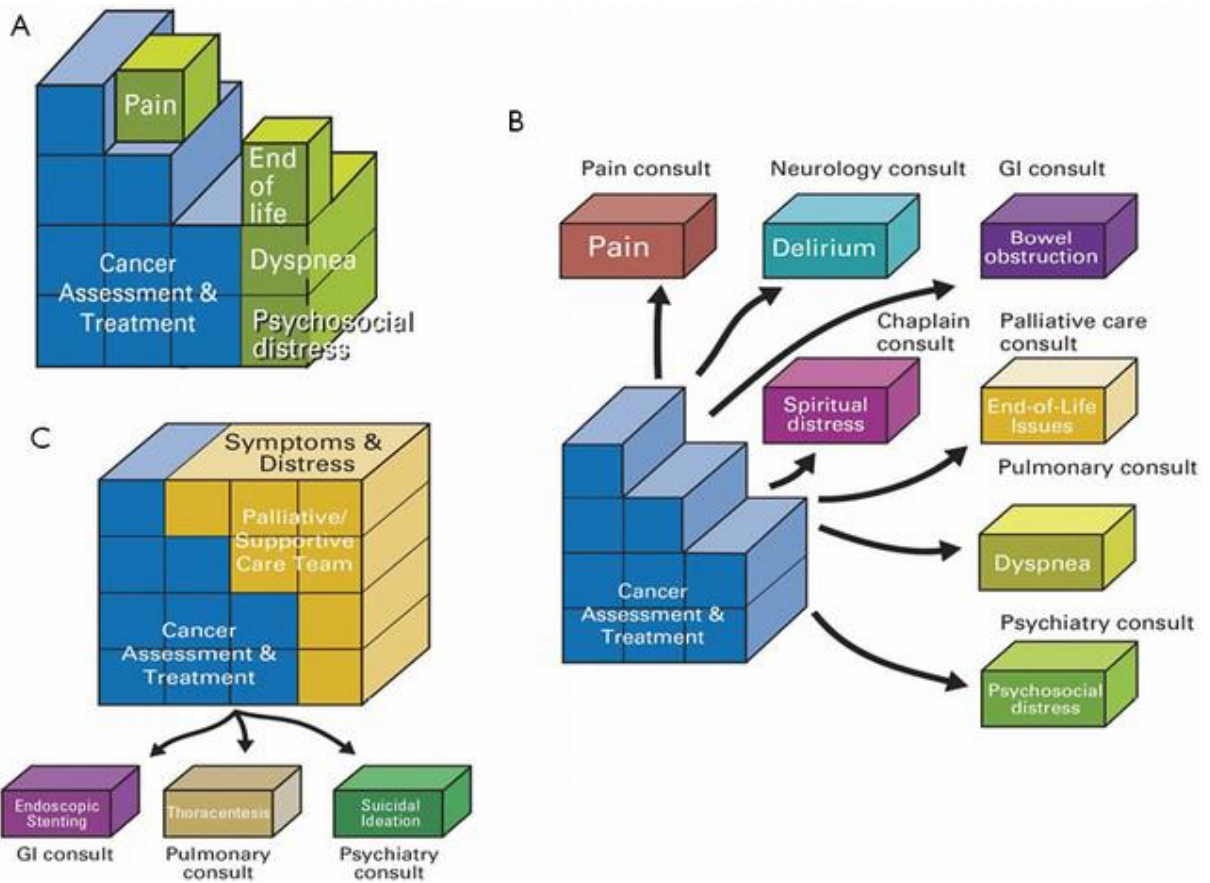 A
Pain
End
of
life
Cancer
Assessment &
Treatment
Dyspnea
Psychosocial
distress
B
Pain consult
Pain
Neurology consult
Delirium
GI consult
Bowel
obstruction
Chaplain
consult
Spiritual
distress
Palliative care
consult
End-of-Life
Issues
Pulmonary consult
Dyspnea
Psychiatry consult
Psychosocial
distress
Cancer
Assessment &
Treatment
C
Symptoms &
Distress
Palliative/
Supportive
Care Team
Cancer
Assessment &
Treatment
Endoscopic
Stenting
GI consult
Thoracentesis
Pulmonary
consult
Suicidal
Ideation
Psychiatry
consult